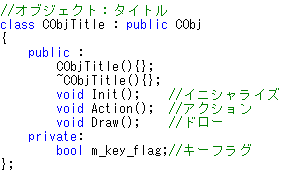 //オブジェクト：タイトル
class CObjTitle : public CObj
{
    public :
        CObjTitle(){};
        ~CObjTitle(){};
        void Init();    //イニシャライズ
        void Action();  //アクション
        void Draw();    //ドロー
    private:
        bool m_key_flag;//キーフラグ
};